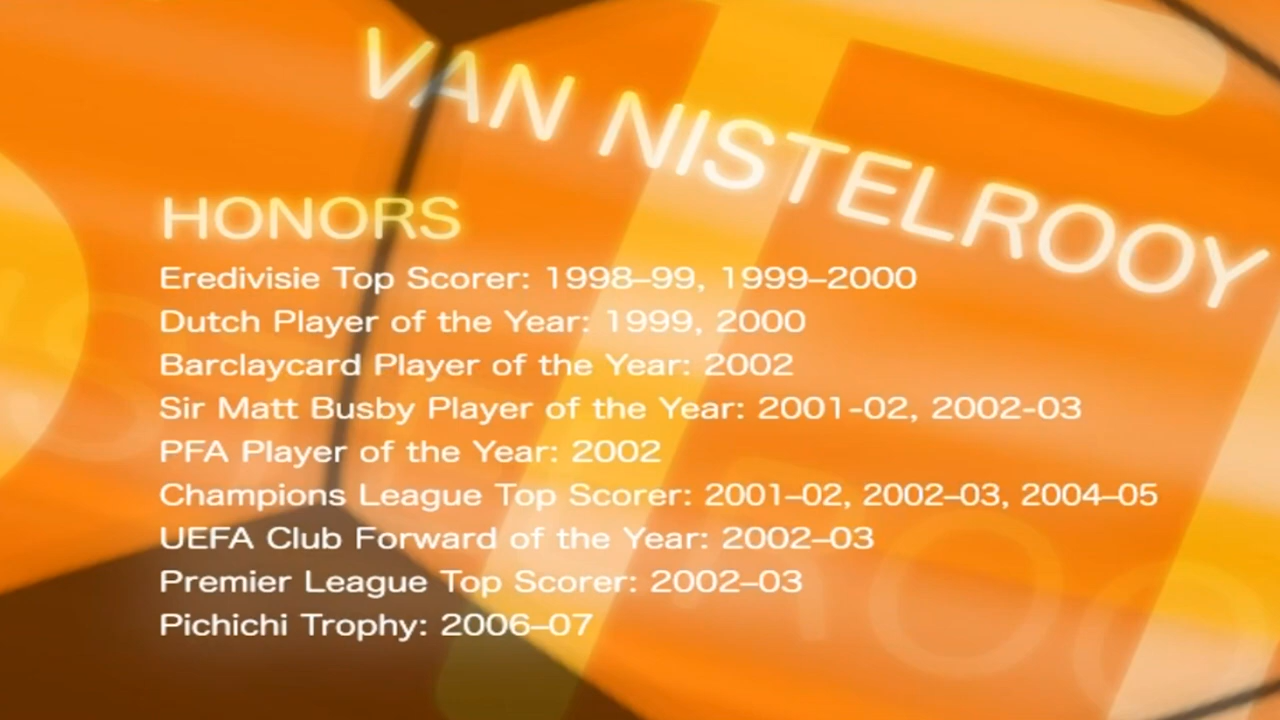 VAN NISTELROOY
HONORS
Eredivisie Top Scorer: 1998–99, 1999–2000
Dutch Player of the Year: 1999, 2000
Barclaycard Player of the Year: 2002
Sir Matt Busby Player of the Year: 2001-02, 2002-03
PFA Player of the Year: 2002
Champions League Top Scorer: 2001–02, 2002–03, 2004–05
UEFA Club Forward of the Year: 2002–03
Premier League Top Scorer: 2002–03
Pichichi Trophy: 2006–07